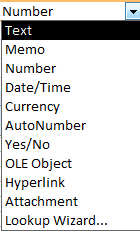 Number
Text
Memo
Number
Date/Time
Currency
AutoNumber
Yes/No
OLE Object
Hyperlink
Attachment
Lookup Wizard...